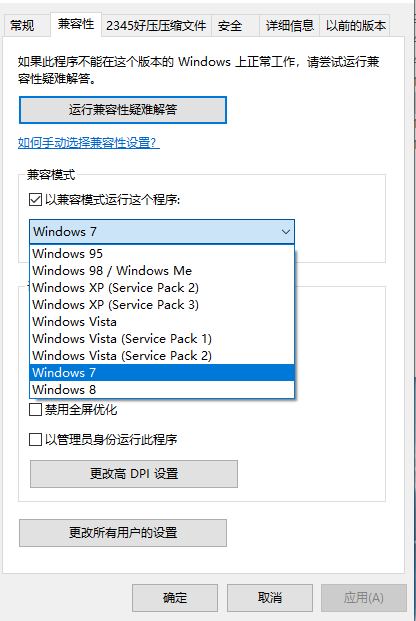 常规
兼容性
2345好压压缩文件
安全
详细信息
以前的版本
如果此程序不能在这个版本的 Windows 上正常工作，请尝试运行兼
容性疑难解答。
运行兼容性疑难解答
如何手动选择兼容性设置？
兼容模式
以兼容模式运行这个程序:
Windows 7
Windows 95
Windows 98 / Windows Me
Windows XP (Service Pack 2)
Windows XP (Service Pack 3)
Windows Vista
Windows Vista (Service Pack 1)
Windows Vista (Service Pack 2)
Windows 7
Windows 8
禁用全屏优化
以管理员身份运行此程序
更改高 DPI 设置
更改所有用户的设置
确定
取消
应用(A)